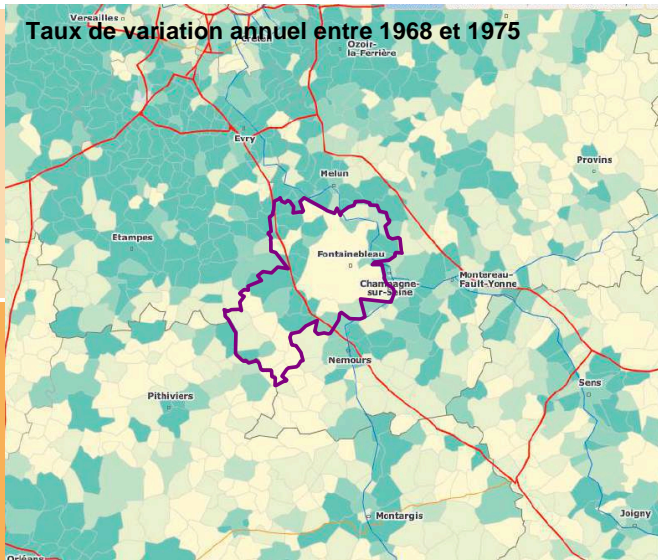 Versailles
Taux de variation annuel entre 1968 et 1975
Créteil
Ozoir-
la-Ferrière
Evry
Provins
Melun
Etampes
Fontainebleau
Champagne-
sur-Seine
Montereau-
Fault-Yonne
Nemours
Pithiviers
Sens
Montargis
Joigny
Orléans